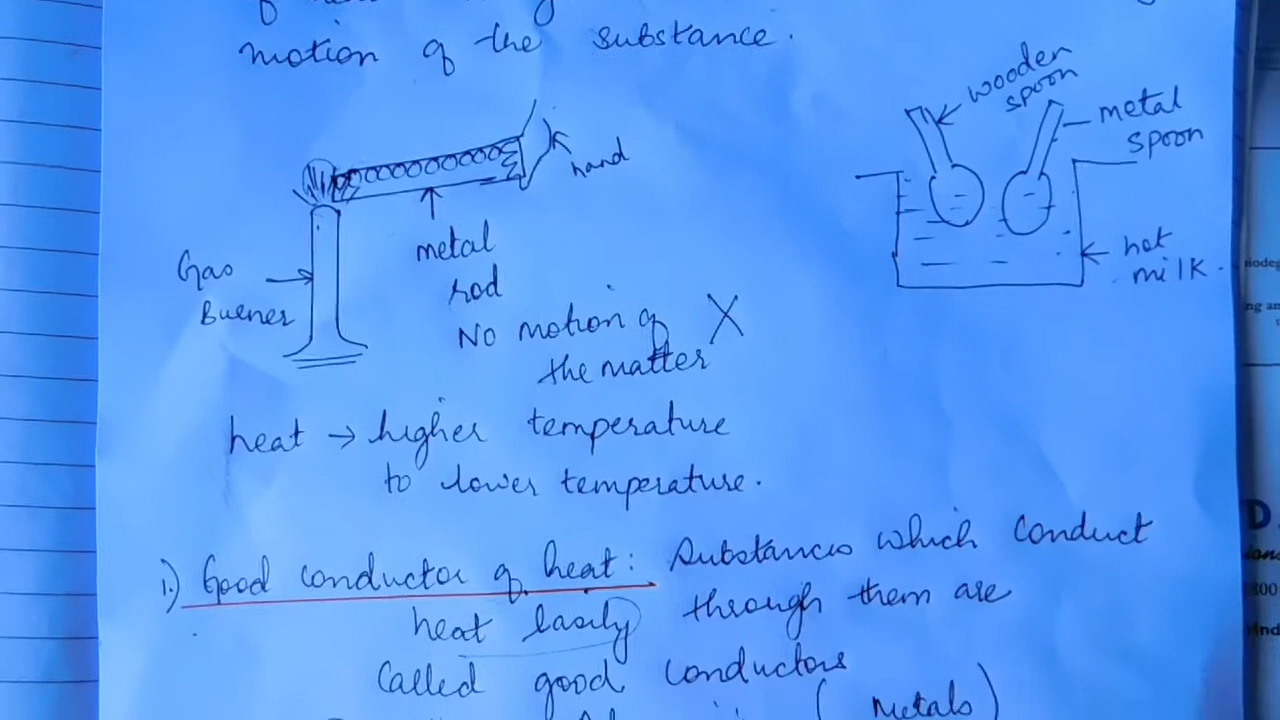 motion of the substance.
wooden
spoon
metal
spoon
hand
metal
rod
Gas
Burner
hot
milk.
No motion of X
the matter
heat → higher temperature
to lower temperature.
i.) Good conductor of heat: Substances which conduct
heat easily through them are
called good conductors
(Metals)